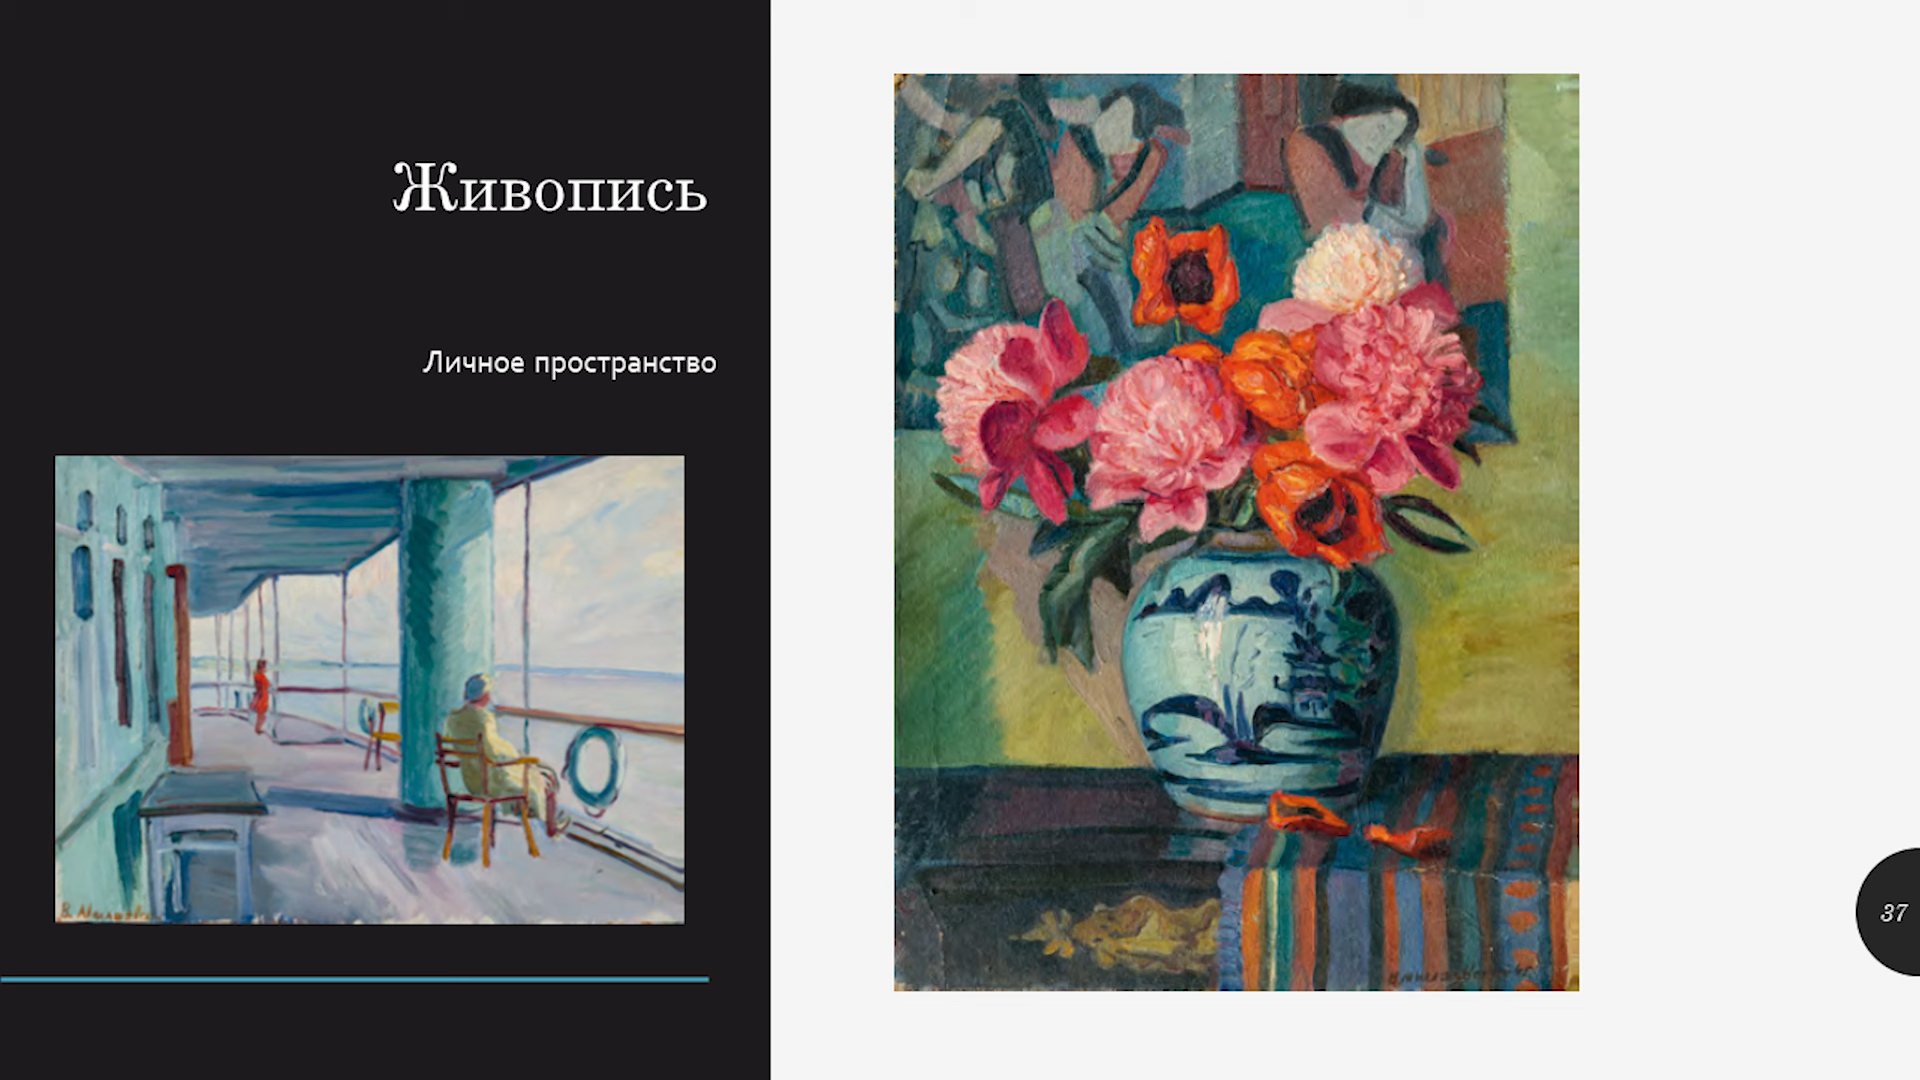 Живопись
Личное пространство
37